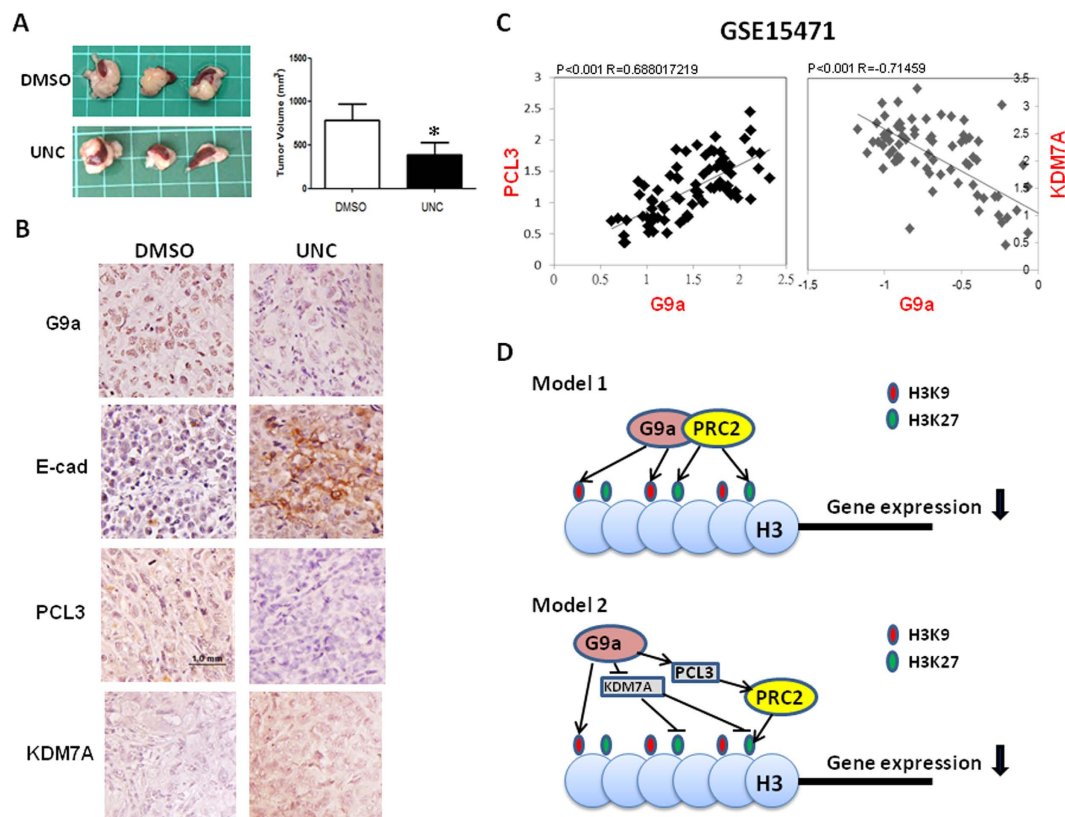 A
DMSO
UNC
Tumor Volume (mm³)
1500
1000
500
0
*
DMSO
UNC
B
DMSO
UNC
G9a
E-cad
PCL3
1.0 mm
KDM7A
C
GSE15471
P<0.001 R=0.688017219
PCL3
3
2.5
2
1.5
1
0.5
0
0
0.5
1
1.5
2
2.5
G9a
P<0.001 R=-0.71459
3.5
3
2.5
2
1.5
1
0.5
0
KDM7A
-1.5
-1
-0.5
0
G9a
D
Model 1
H3K9
H3K27
G9a
PRC2
H3
Gene expression
Model 2
H3K9
H3K27
G9a
PCL3
KDM7A
PRC2
H3
Gene expression